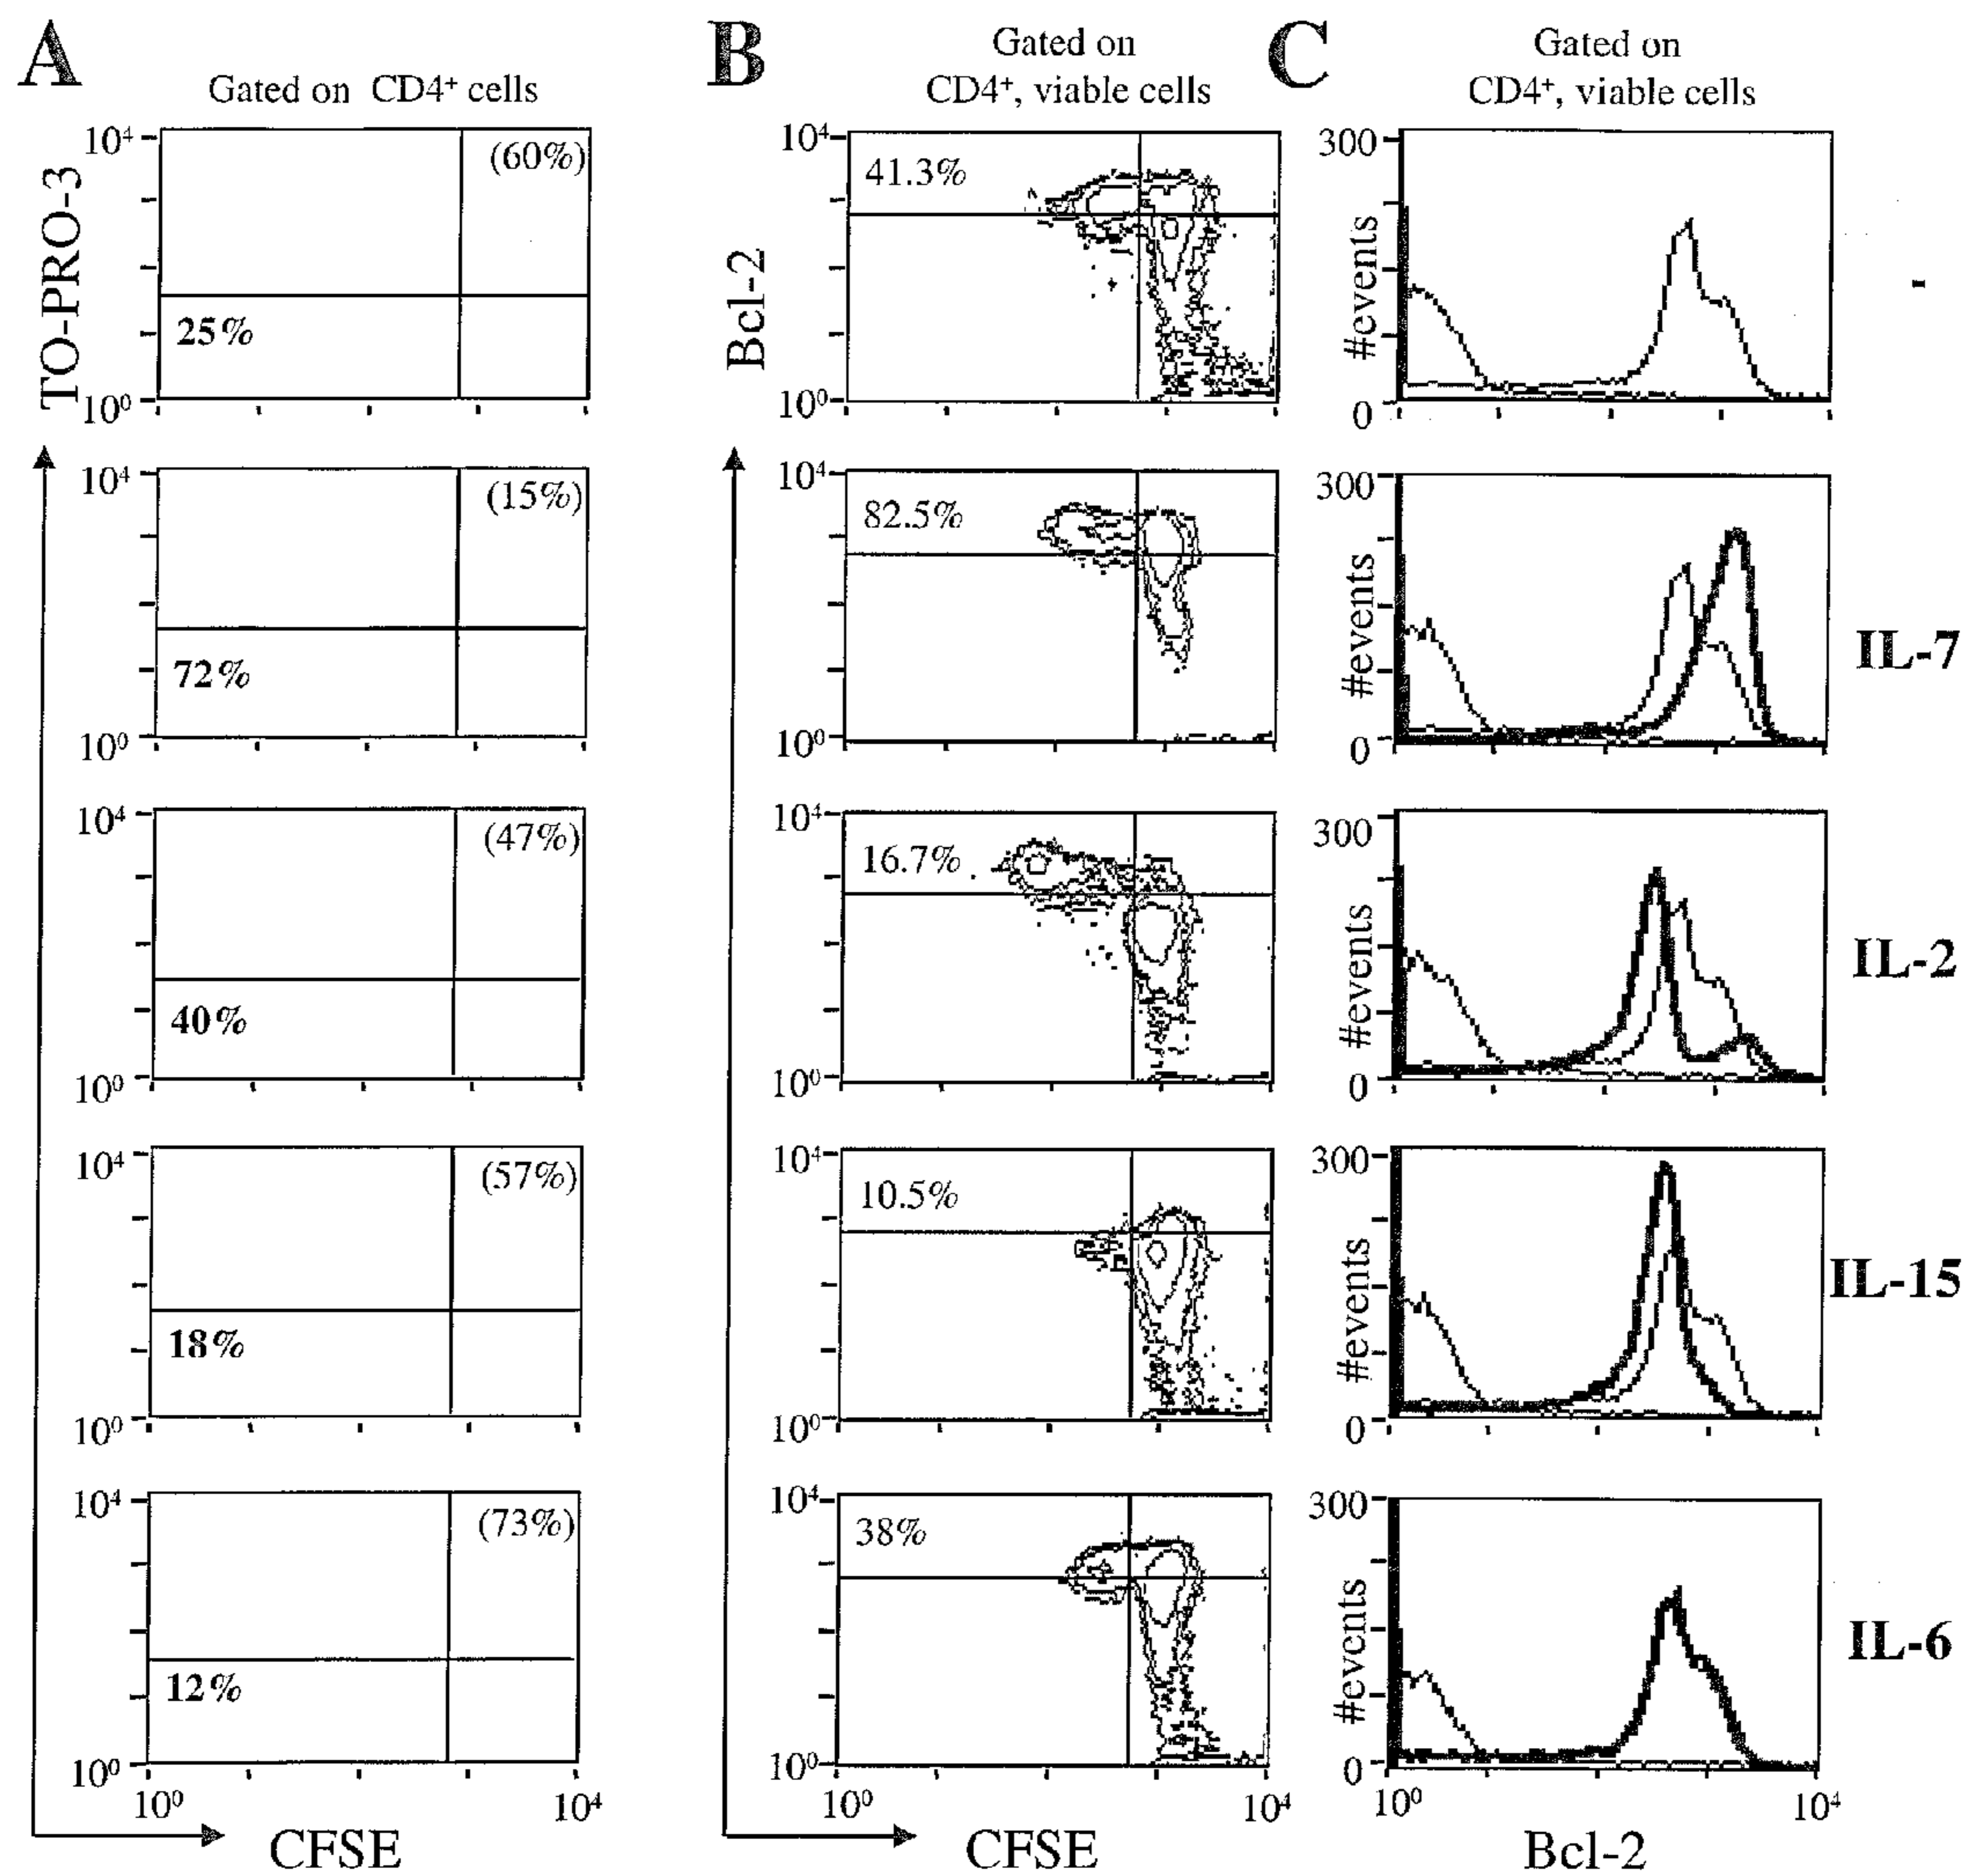 A
Gated on CD4⁺ cells
B
Gated on
CD4⁺, viable cells
C
Gated on
CD4⁺, viable cells
10⁴
(60%)
TO-PRO-3
25%
10⁰
10⁴
41.3%
Bcl-2
10⁰
300
#events
0
-
10⁴
(15%)
72%
10⁰
10⁴
82.5%
10⁰
300
#events
0
IL-7
10⁴
(47%)
40%
10⁰
10⁴
16.7%
10⁰
300
#events
0
IL-2
10⁴
(57%)
18%
10⁰
10⁴
10.5%
10⁰
300
#events
0
IL-15
10⁴
(73%)
12%
10⁰
10⁴
38%
10⁰
300
#events
0
IL-6
10⁰
10⁴
CFSE
10⁰
10⁴
CFSE
10⁰
10⁴
Bcl-2